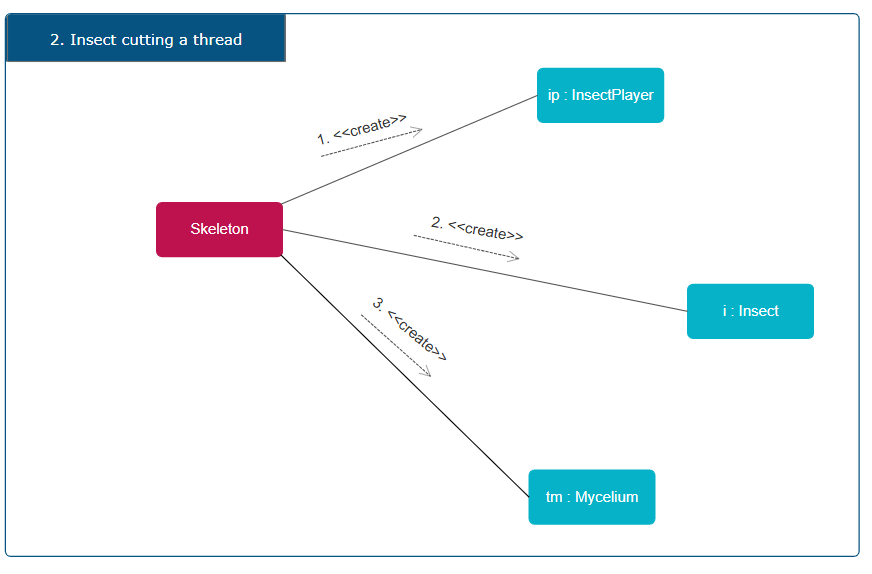 2. Insect cutting a thread
ip : InsectPlayer
1. <<create>>
Skeleton
2. <<create>>
i : Insect
3. <<create>>
tm : Mycelium